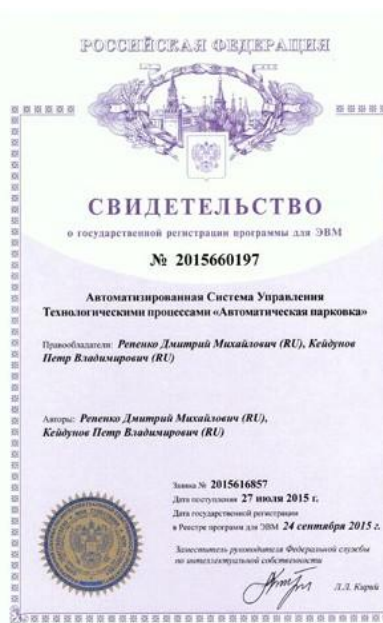 РОССИЙСКАЯ ФЕДЕРАЦИЯ
СВИДЕТЕЛЬСТВО
о государственной регистрации программы для ЭВМ
№ 2015660197
Автоматизированная Система Управления
Технологическими процессами «Автоматическая парковка»
Правообладатели: Репенко Дмитрий Михайлович (RU), Кейдунов
Петр Владимирович (RU)
Авторы: Репенко Дмитрий Михайлович (RU),
Кейдунов Петр Владимирович (RU)
Заявка № 2015616857
Дата поступления 27 июля 2015 г.
Дата государственной регистрации
в Реестре программ для ЭВМ 24 сентября 2015 г.
Заместитель руководителя Федеральной службы
по интеллектуальной собственности
Л.Л. Кирий